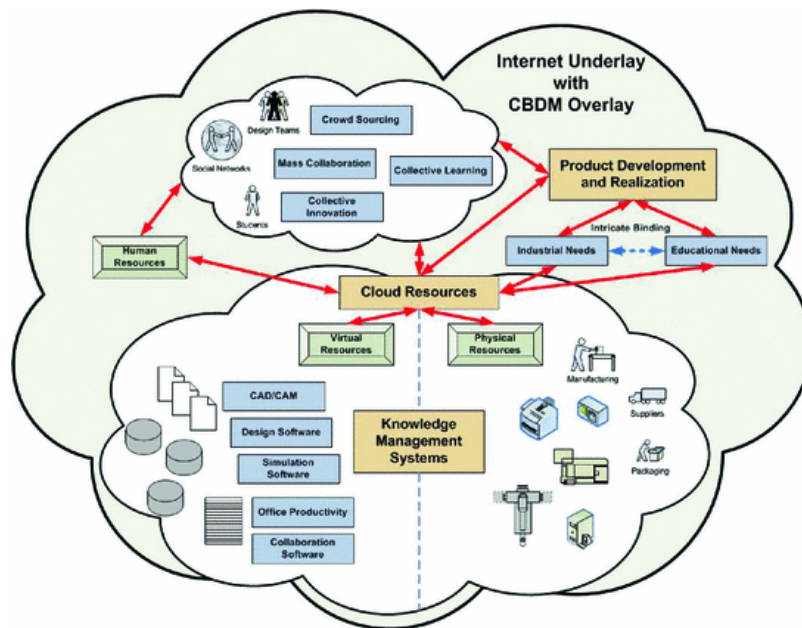 Internet Underlay
with
CBDM Overlay
Design Teams
Crowd Sourcing
Social Networks
Mass Collaboration
Collective Learning
Collective
Innovation
Students
Product Development
and Realization
Intricate Binding
Industrial Needs
Educational Needs
Human
Resources
Cloud Resources
Virtual
Resources
Physical
Resources
Manufacturing
CAD/CAM
Suppliers
Design Software
Knowledge
Management
Systems
Simulation
Software
Packaging
Office Productivity
Collaboration
Software